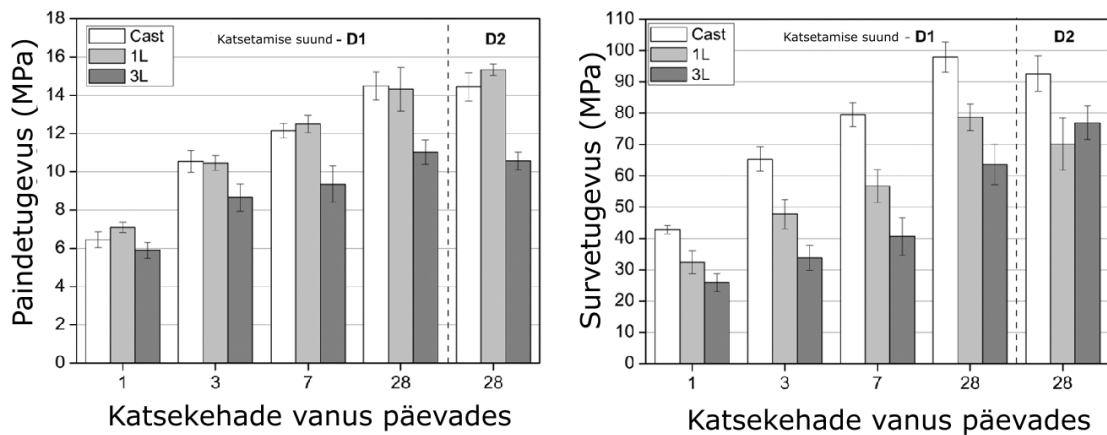 Paindetugevus (MPa)
18
16
14
12
10
8
6
4
2
0
Cast
1L
3L
Katsetamise suund - D1
D2
1
3
7
28
28
Katsekehade vanus päevades
Survetugevus (MPa)
110
100
90
80
70
60
50
40
30
20
10
0
Cast
1L
3L
Katsetamise suund - D1
D2
1
3
7
28
28
Katsekehade vanus päevades